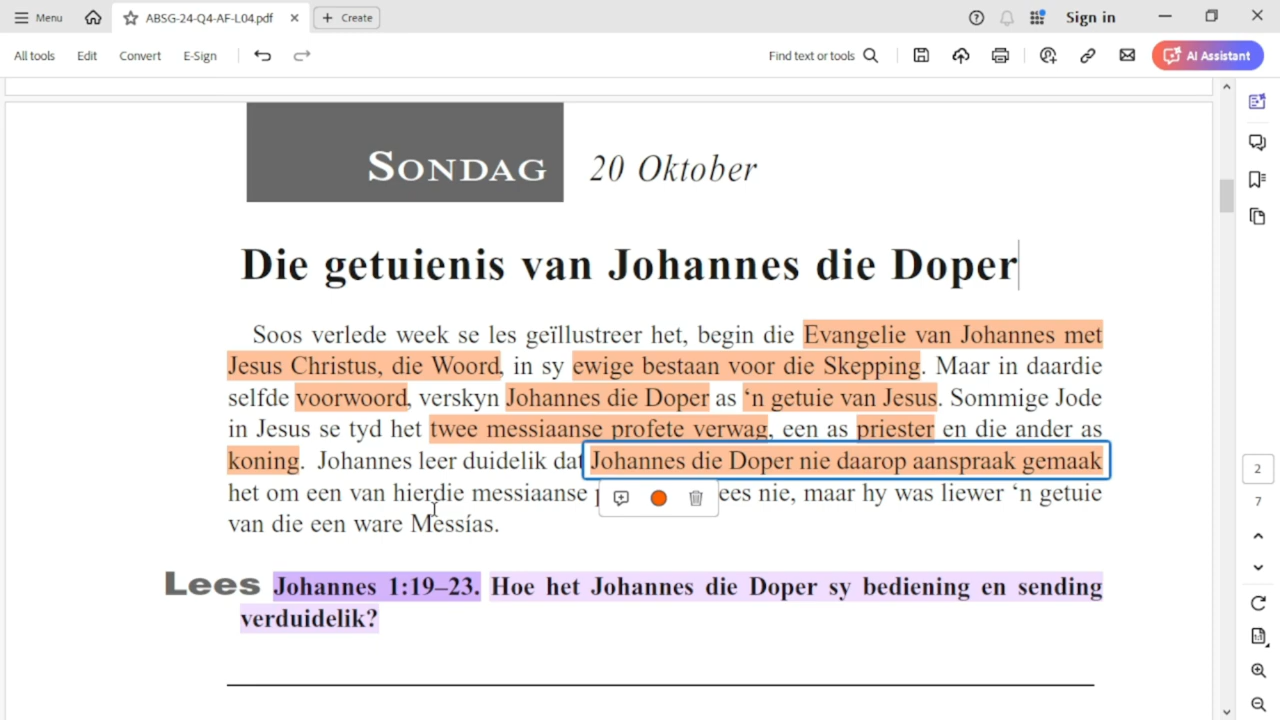 Menu
ABSG-24-Q4-AF-L04.pdf
Create
Sign in
All tools
Edit
Convert
E-Sign
Find text or tools
AI Assistant
SONDAG 20 Oktober
Die getuienis van Johannes die Doper
Soos verlede week se les geïllustreer het, begin die Evangelie van Johannes met
Jesus Christus, die Woord, in sy ewige bestaan voor die Skepping. Maar in daardie
selfde voorwoord, verskyn Johannes die Doper as ‘n getuie van Jesus. Sommige Jode
in Jesus se tyd het twee messiaanse profete verwag, een as priester en die ander as
koning. Johannes leer duidelik dat Johannes die Doper nie daarop aanspraak gemaak
het om een van hierdie messiaanse ees nie, maar hy was liewer ‘n getuie
van die een ware Messías.
Lees Johannes 1:19–23. Hoe het Johannes die Doper sy bediening en sending
verduidelik?
2
7